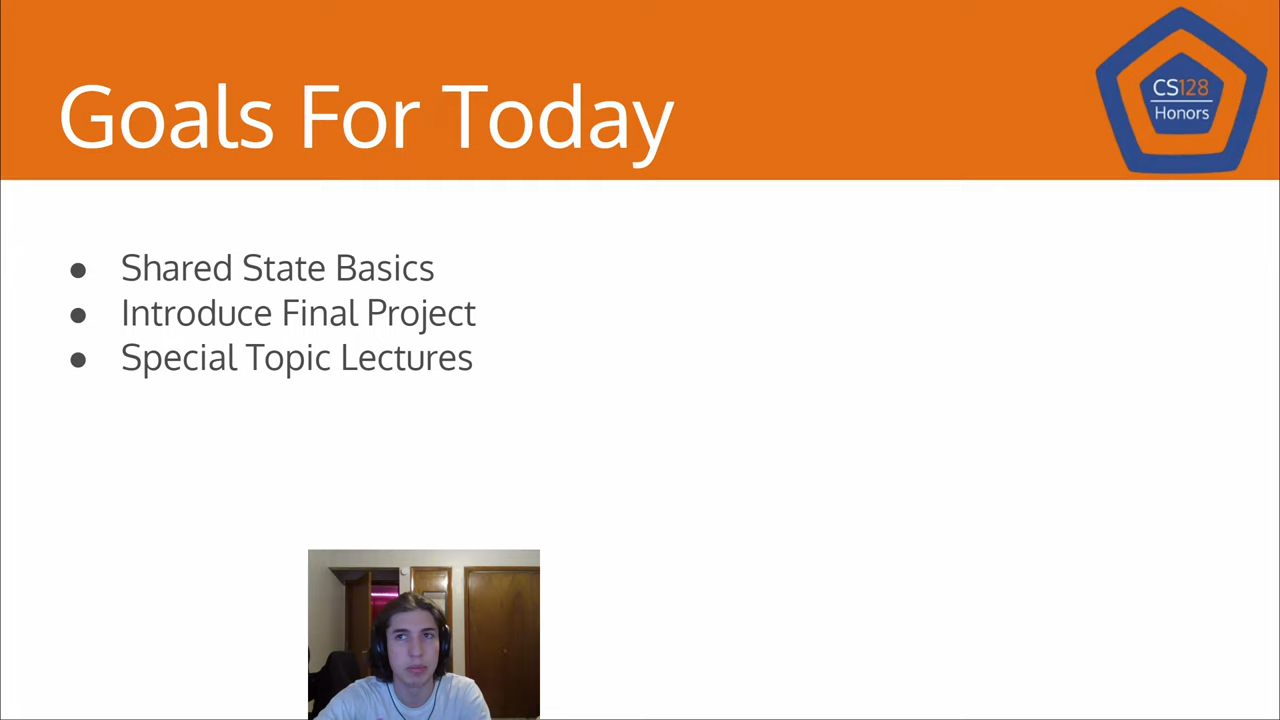 Goals For Today
CS128
Honors
● Shared State Basics
● Introduce Final Project
● Special Topic Lectures